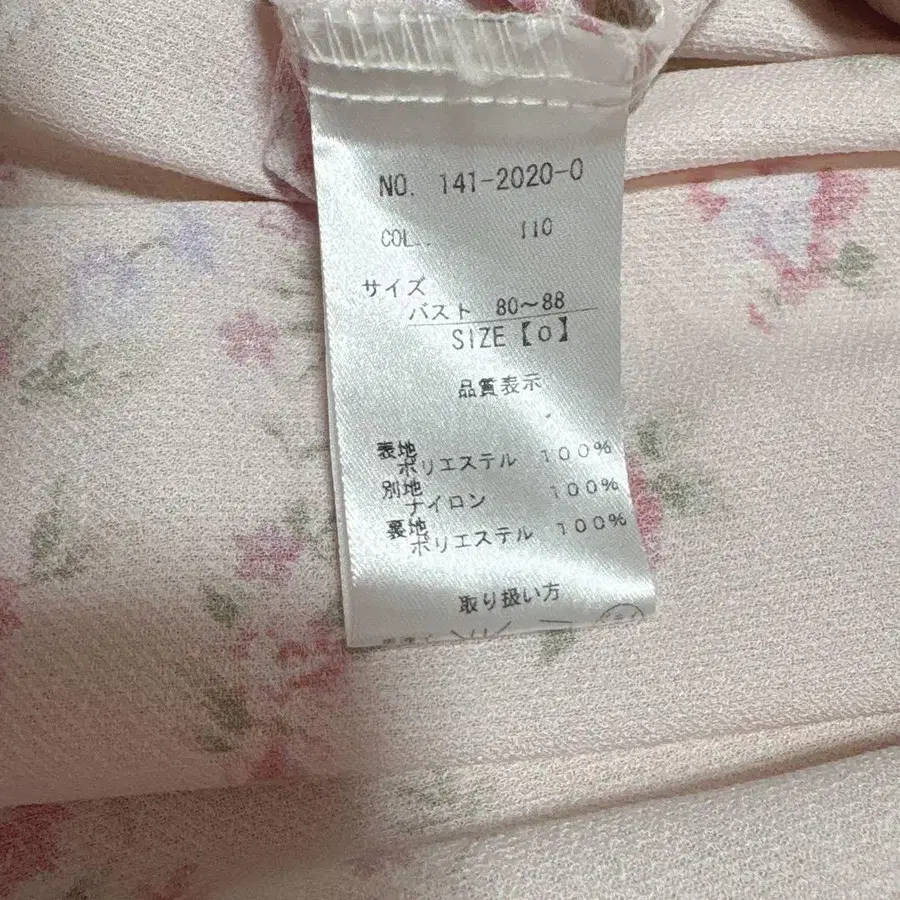 NO. 141-2020-0
COL. 110
サイズ
バスト 80～88
SIZE【0】
品質表示
表地
ポリエステル 100%
別地
ナイロン 100%
裏地
ポリエステル 100%
取り扱い方